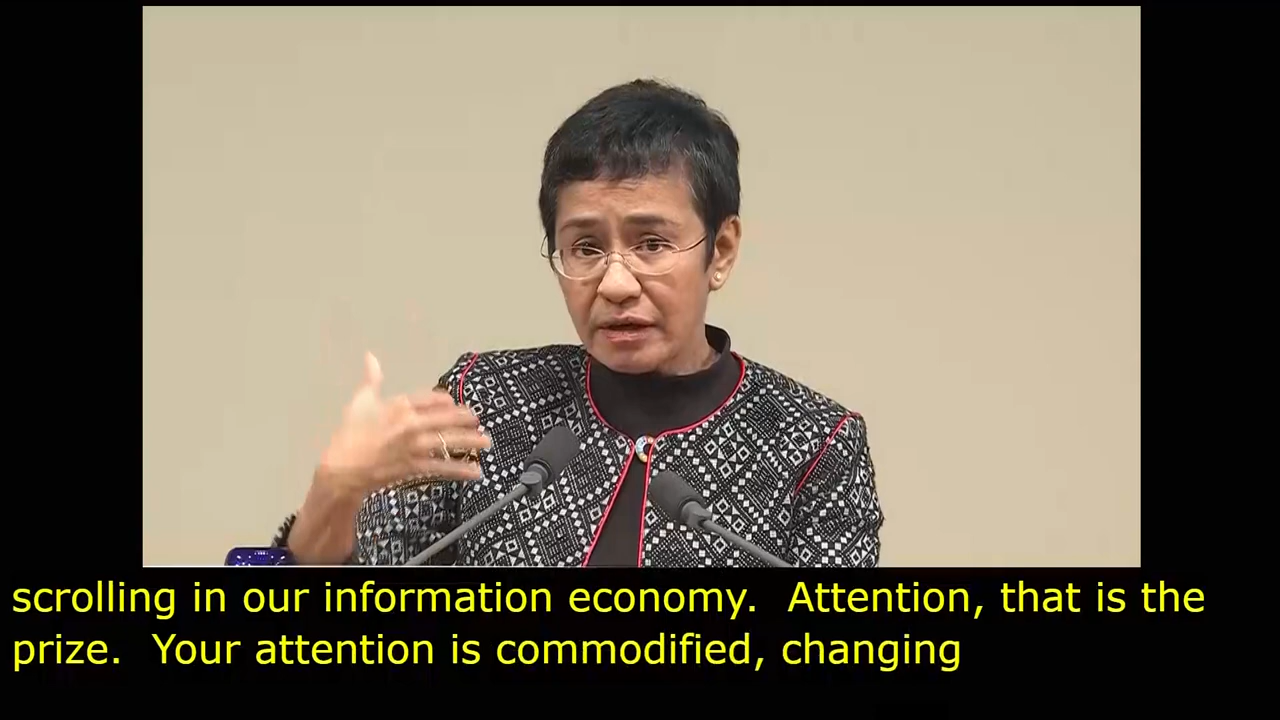 scrolling in our information economy.  Attention, that is the
prize.  Your attention is commodified, changing